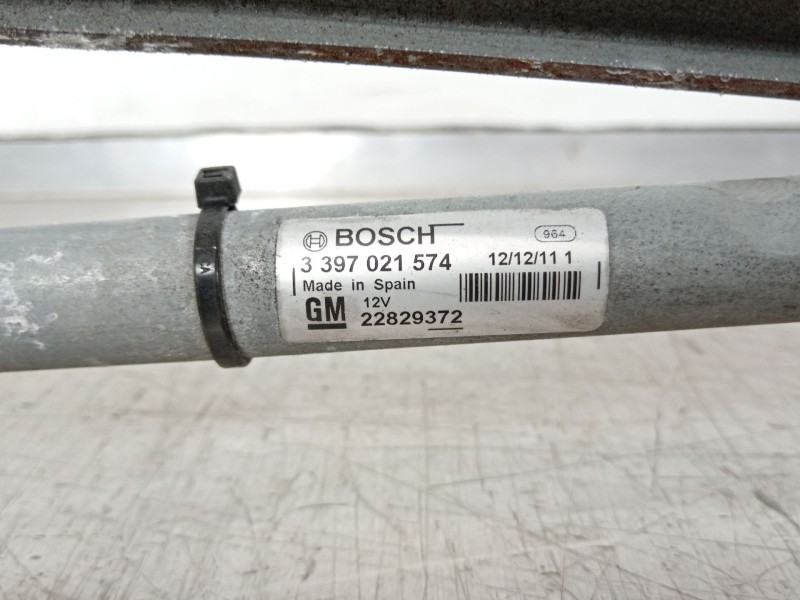 BOSCH 964
3 397 021 574 12/12/11 1
Made in Spain
GM 12V
22829372